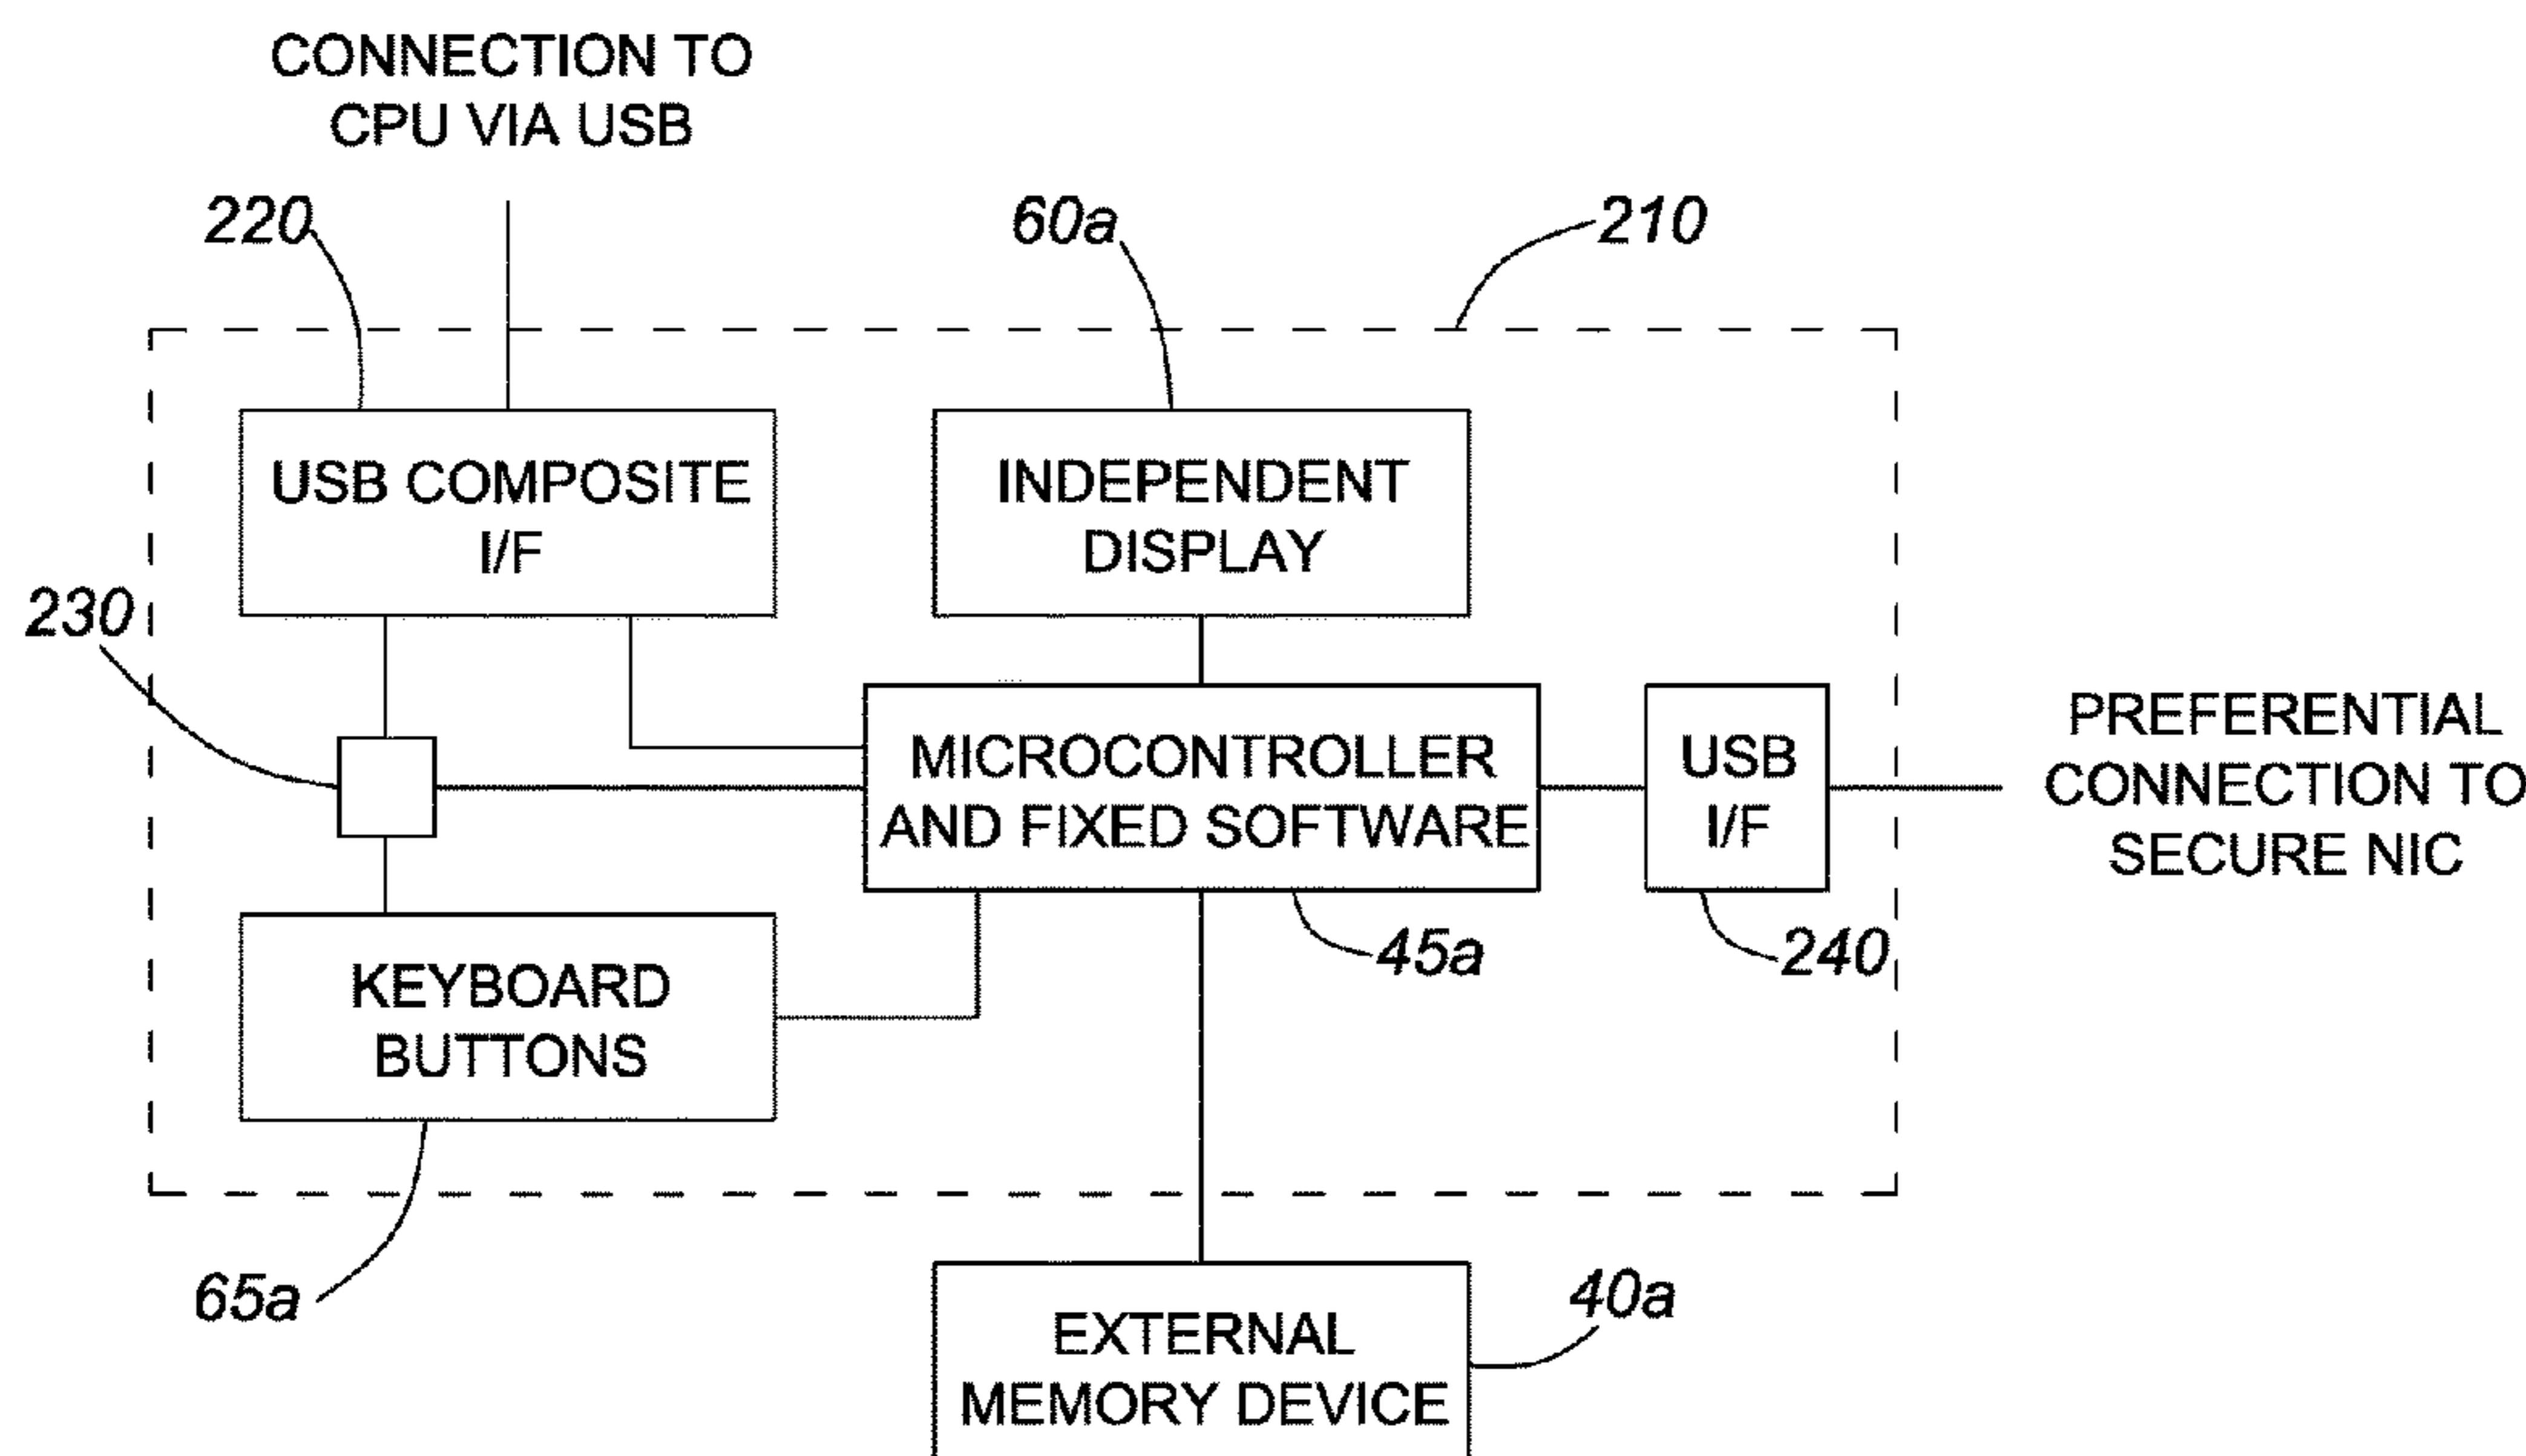 CONNECTION TO
CPU VIA USB
220
60a
210
USB COMPOSITE
I/F
INDEPENDENT
DISPLAY
230
MICROCONTROLLER
AND FIXED SOFTWARE
USB
I/F
PREFERENTIAL
CONNECTION TO
SECURE NIC
45a
240
KEYBOARD
BUTTONS
65a
40a
EXTERNAL
MEMORY DEVICE